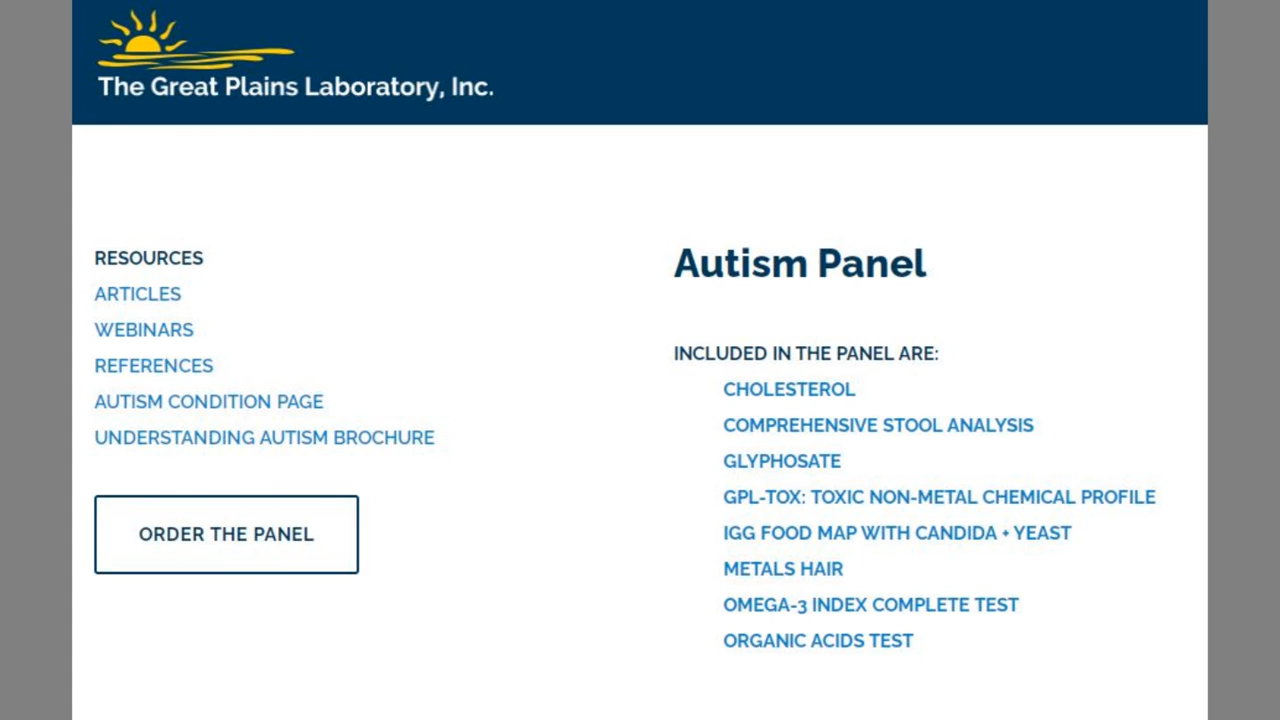 The Great Plains Laboratory, Inc.
RESOURCES
ARTICLES
WEBINARS
REFERENCES
AUTISM CONDITION PAGE
UNDERSTANDING AUTISM BROCHURE
ORDER THE PANEL
Autism Panel
INCLUDED IN THE PANEL ARE:
CHOLESTEROL
COMPREHENSIVE STOOL ANALYSIS
GLYPHOSATE
GPL-TOX: TOXIC NON-METAL CHEMICAL PROFILE
IGG FOOD MAP WITH CANDIDA + YEAST
METALS HAIR
OMEGA-3 INDEX COMPLETE TEST
ORGANIC ACIDS TEST